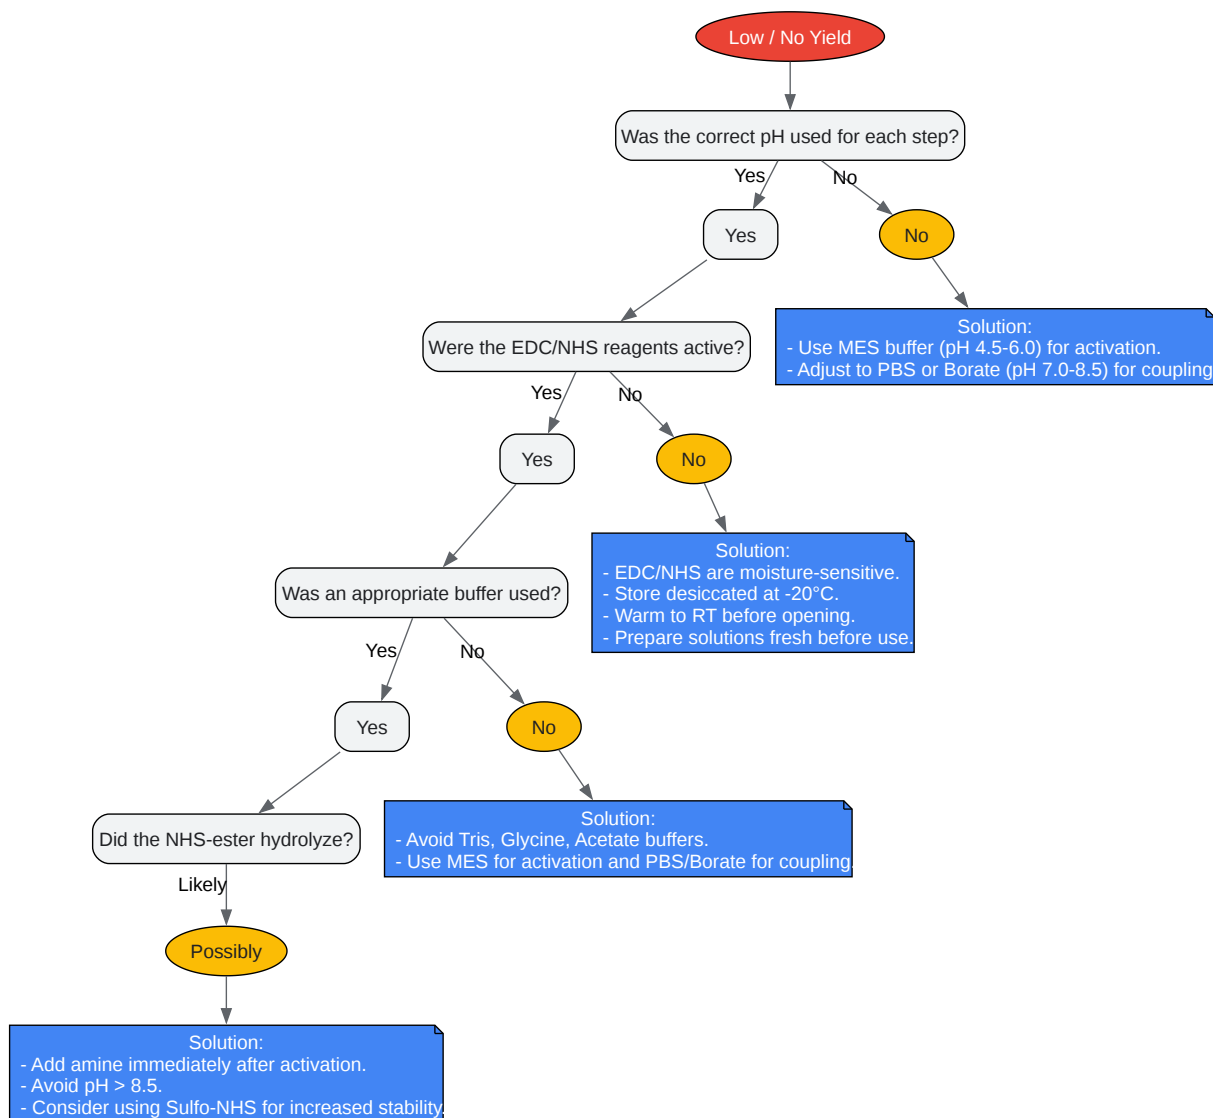 Low / No Yield
Was the correct pH used for each step?
Yes
No
Yes
No
Solution:
- Use MES buffer (pH 4.5-6.0) for activation.
- Adjust to PBS or Borate (pH 7.0-8.5) for coupling
Were the EDC/NHS reagents active?
Yes
No
Yes
No
Solution:
- EDC/NHS are moisture-sensitive.
- Store desiccated at -20°C.
- Warm to RT before opening.
- Prepare solutions fresh before use.
Was an appropriate buffer used?
Yes
No
Yes
No
Solution:
- Avoid Tris, Glycine, Acetate buffers.
- Use MES for activation and PBS/Borate for coupling.
Did the NHS-ester hydrolyze?
Likely
Possibly
Solution:
- Add amine immediately after activation.
- Avoid pH > 8.5.
- Consider using Sulfo-NHS for increased stability.